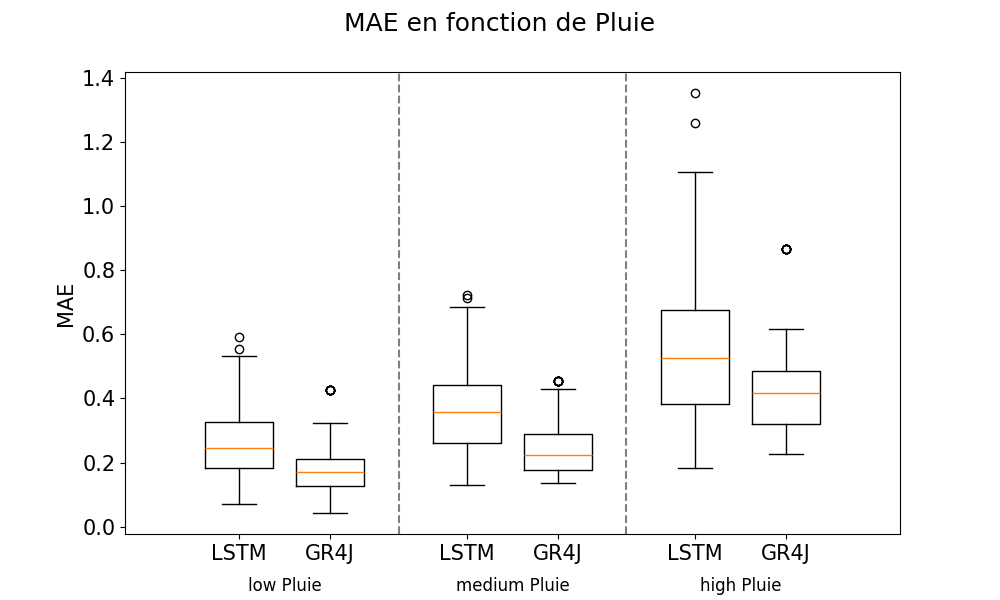 MAE en fonction de Pluie
MAE
1.4
1.2
1.0
0.8
0.6
0.4
0.2
0.0
LSTM GR4J LSTM GR4J LSTM GR4J
low Pluie medium Pluie high Pluie